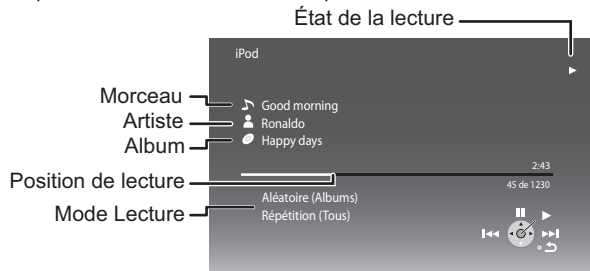 État de la lecture
iPod
Morceau
Good morning
Artiste
Ronaldo
Album
Happy days
2:43
Position de lecture
45 de 1230
Aléatoire (Albums)
Mode Lecture
Répétition (Tous)